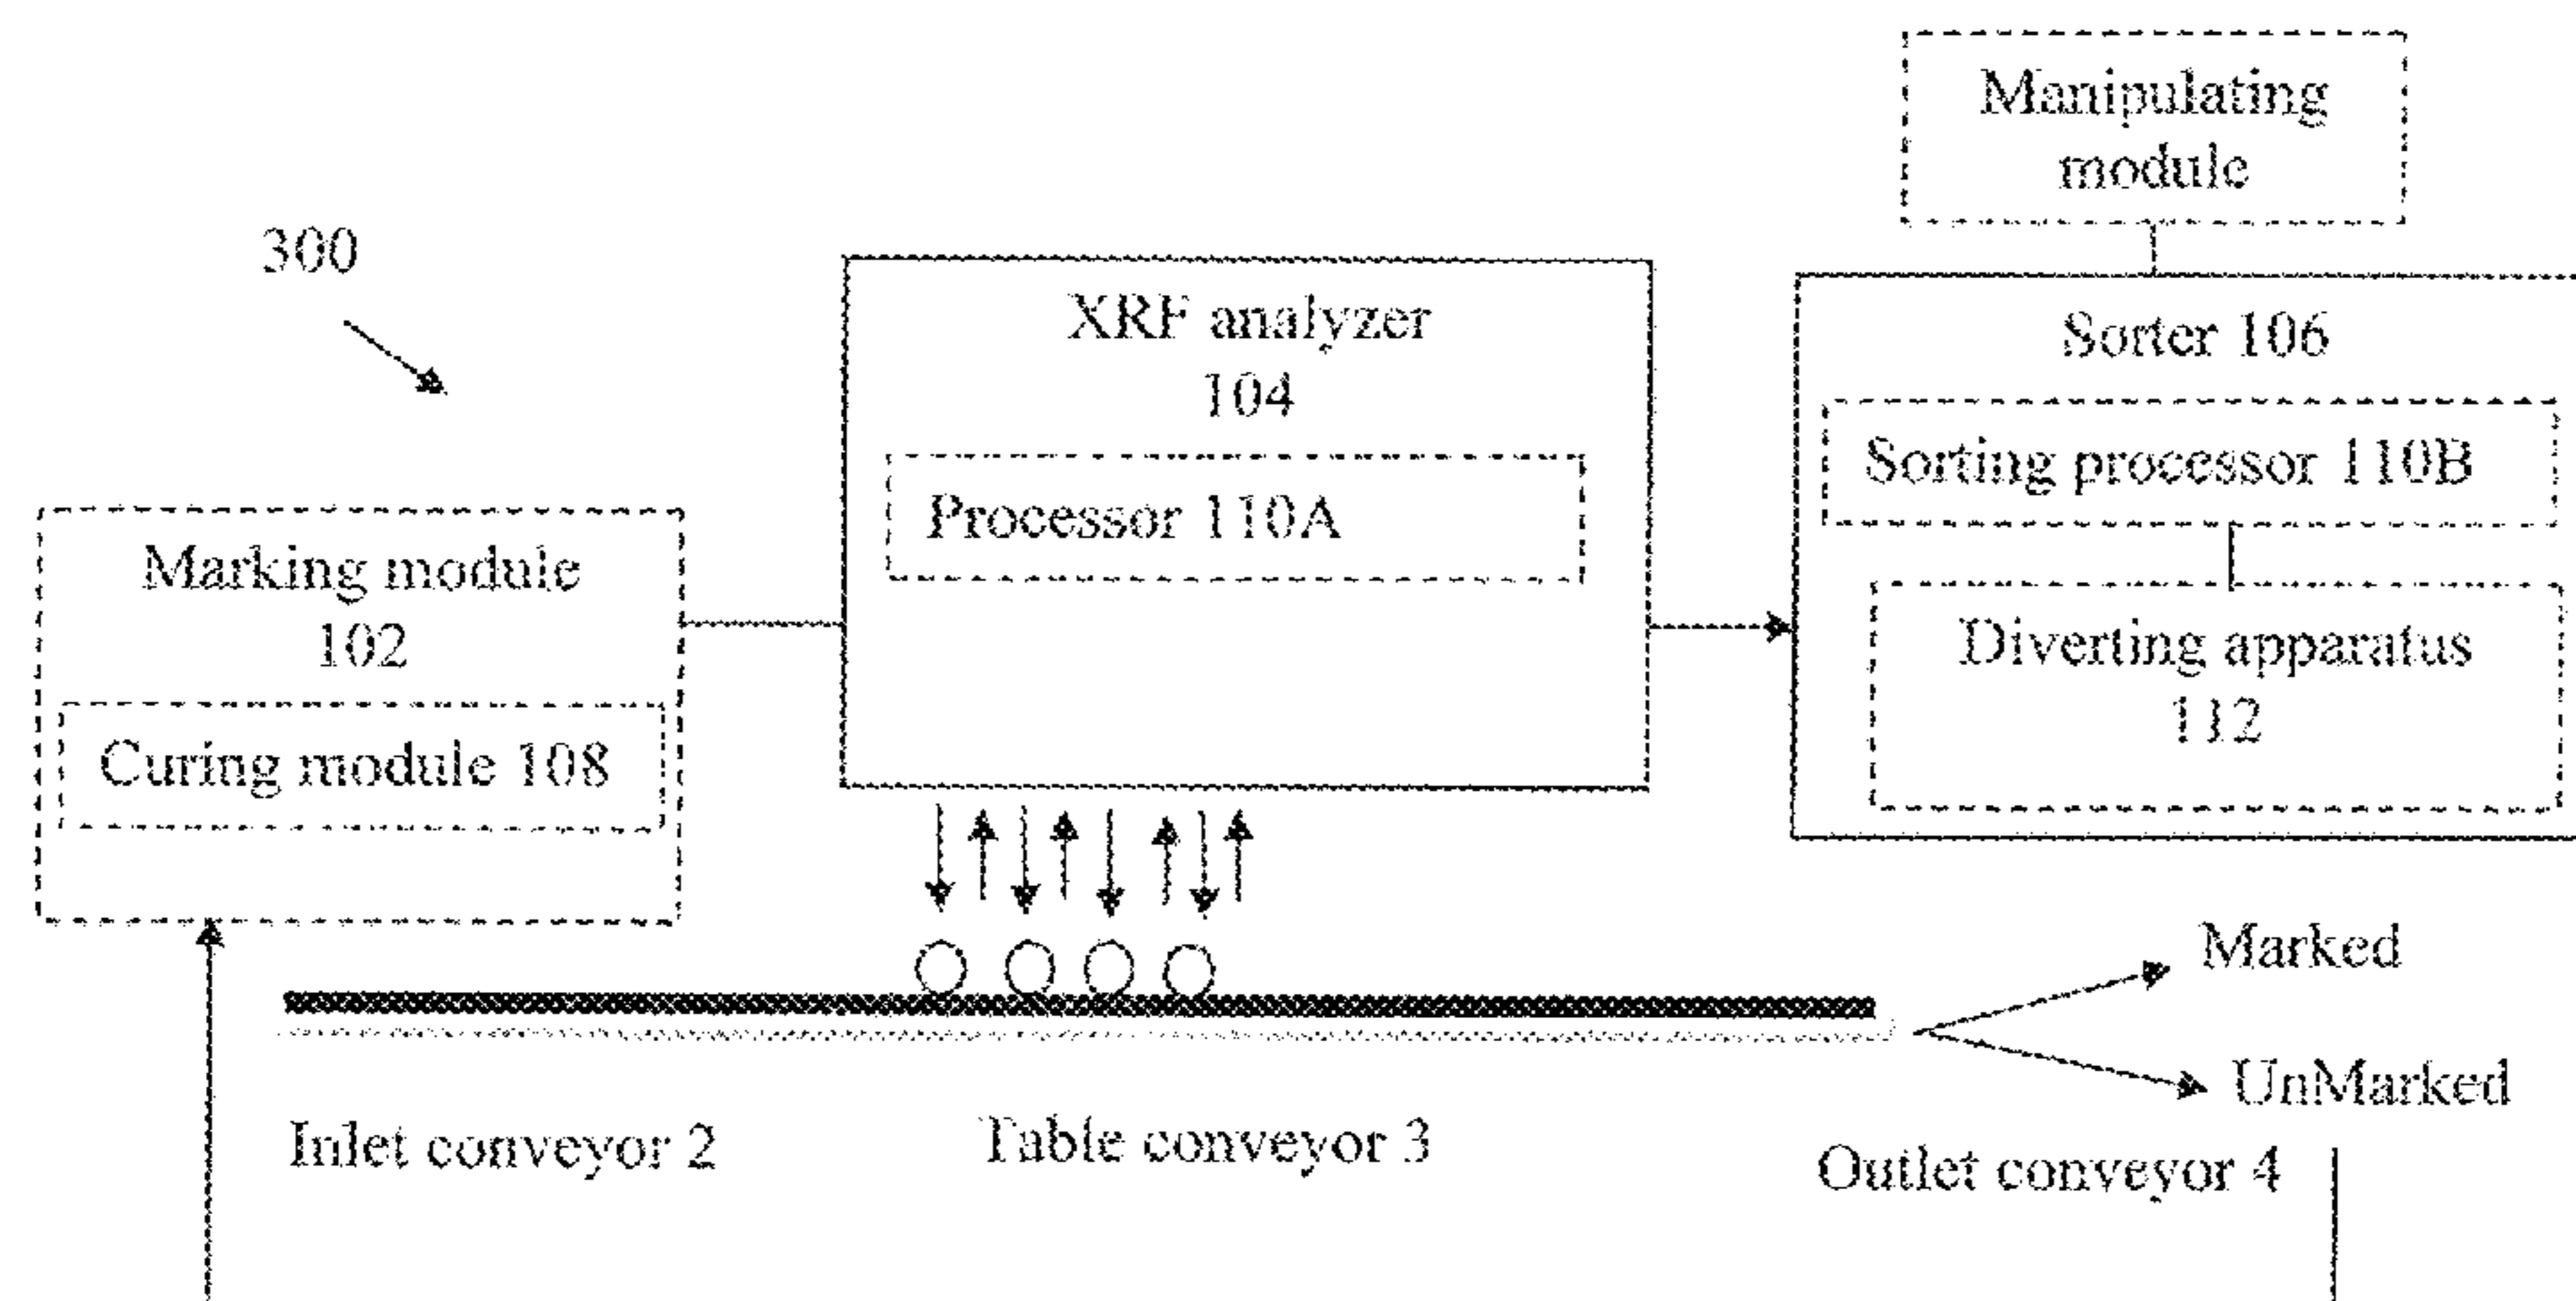 Manipulating
module
300
XRF analyzer
104
Processor 110A
Sorter 106
Sorting processor 110B
Diverting apparatus
112
Marking module
102
Curing module 108
Marked
UnMarked
Inlet conveyor 2
Table conveyor 3
Outlet conveyor 4